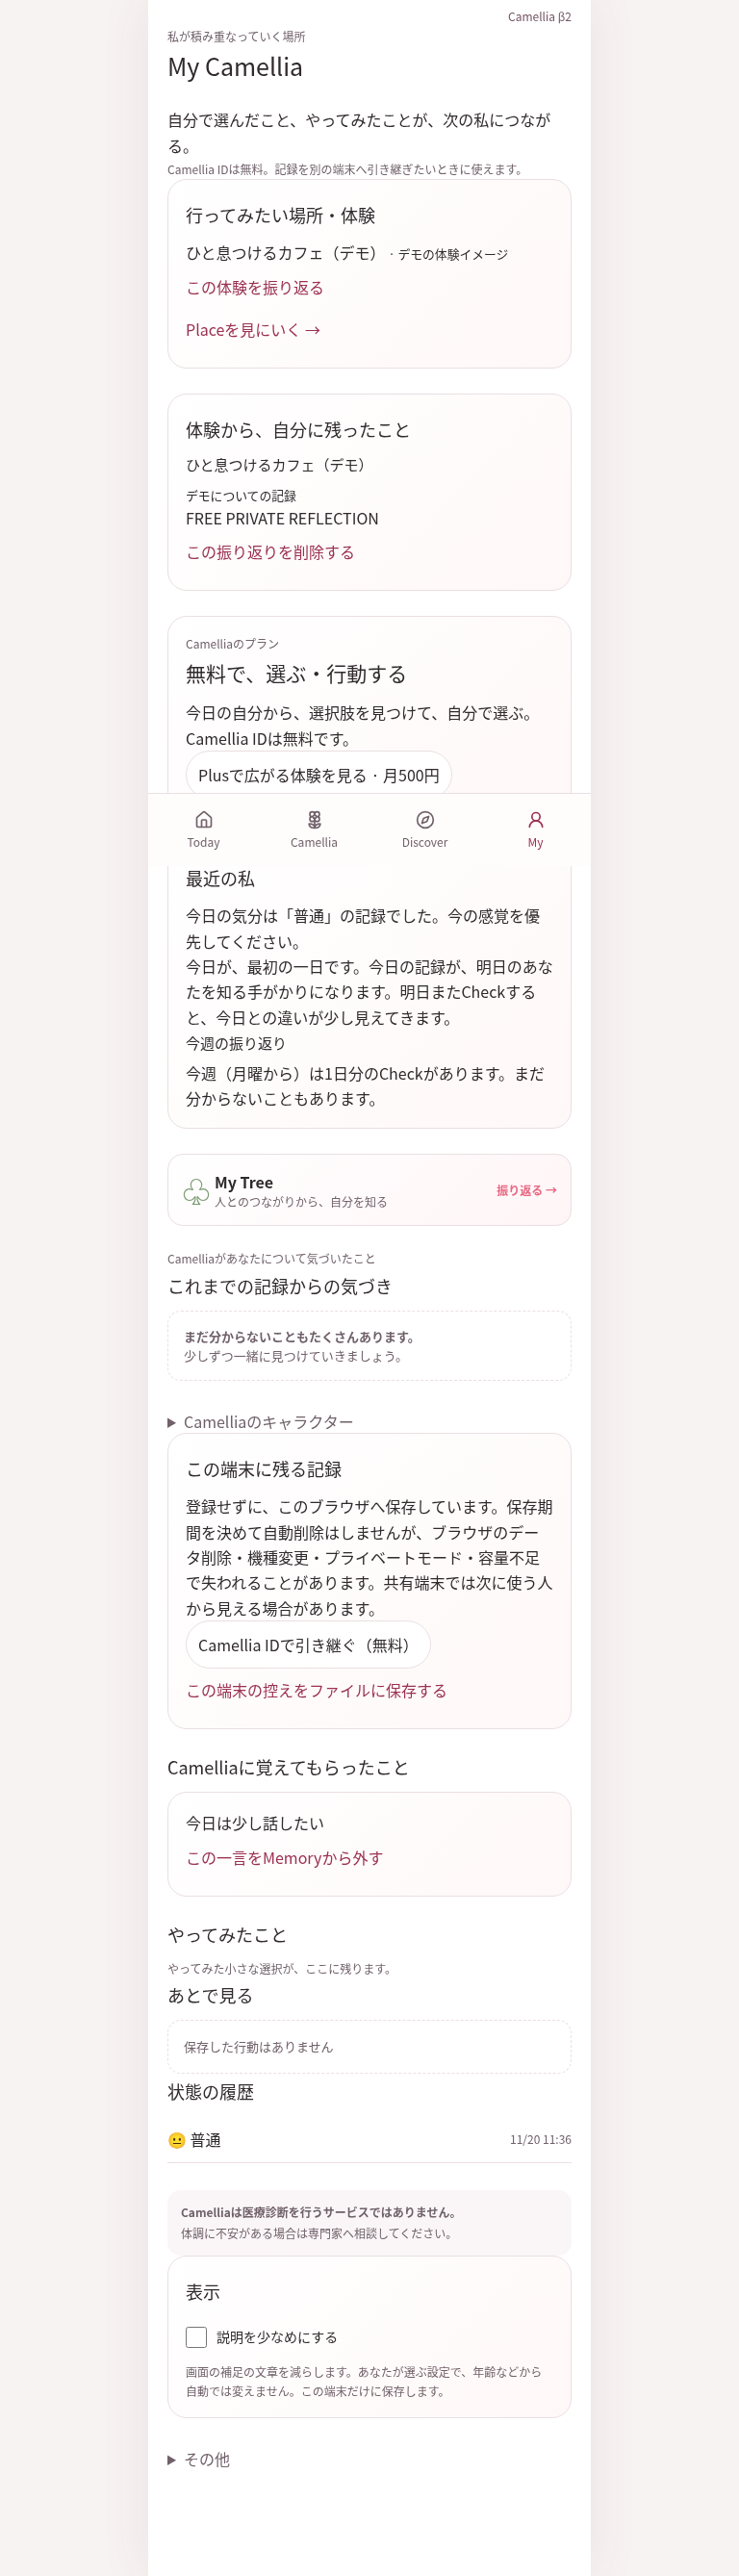 Camellia β2
私が積み重なっていく場所
My Camellia
自分で選んだこと、やってみたことが、次の私につなが
る。
Camellia IDは無料。記録を別の端末へ引き継ぎたいときに使えます。
行ってみたい場所・体験
ひと息つけるカフェ（デモ） · デモの体験イメージ
この体験を振り返る
Placeを見にいく →
体験から、自分に残ったこと
ひと息つけるカフェ（デモ）
デモについての記録
FREE PRIVATE REFLECTION
この振り返りを削除する
Camelliaのプラン
無料で、選ぶ・行動する
今日の自分から、選択肢を見つけて、自分で選ぶ。
Camellia IDは無料です。
Plusで広がる体験を見る · 月500円
Today
Camellia
Discover
My
最近の私
今日の気分は「普通」の記録でした。今の感覚を優
先してください。
今日が、最初の一日です。今日の記録が、明日のあな
たを知る手がかりになります。明日またCheckする
と、今日との違いが少し見えてきます。
今週の振り返り
今週（月曜から）は1日分のCheckがあります。まだ
分からないこともあります。
My Tree
人とのつながりから、自分を知る
振り返る →
Camelliaがあなたについて気づいたこと
これまでの記録からの気づき
まだ分からないこともたくさんあります。
少しずつ一緒に見つけていきましょう。
Camelliaのキャラクター
この端末に残る記録
登録せずに、このブラウザへ保存しています。保存期
間を決めて自動削除はしませんが、ブラウザのデー
タ削除・機種変更・プライベートモード・容量不足
で失われることがあります。共有端末では次に使う人
から見える場合があります。
Camellia IDで引き継ぐ（無料）
この端末の控えをファイルに保存する
Camelliaに覚えてもらったこと
今日は少し話したい
この一言をMemoryから外す
やってみたこと
やってみた小さな選択が、ここに残ります。
あとで見る
保存した行動はありません
状態の履歴
😐 普通
11/20 11:36
Camelliaは医療診断を行うサービスではありません。
体調に不安がある場合は専門家へ相談してください。
表示
説明を少なめにする
画面の補足の文章を減らします。あなたが選ぶ設定で、年齢などから
自動では変えません。この端末だけに保存します。
その他